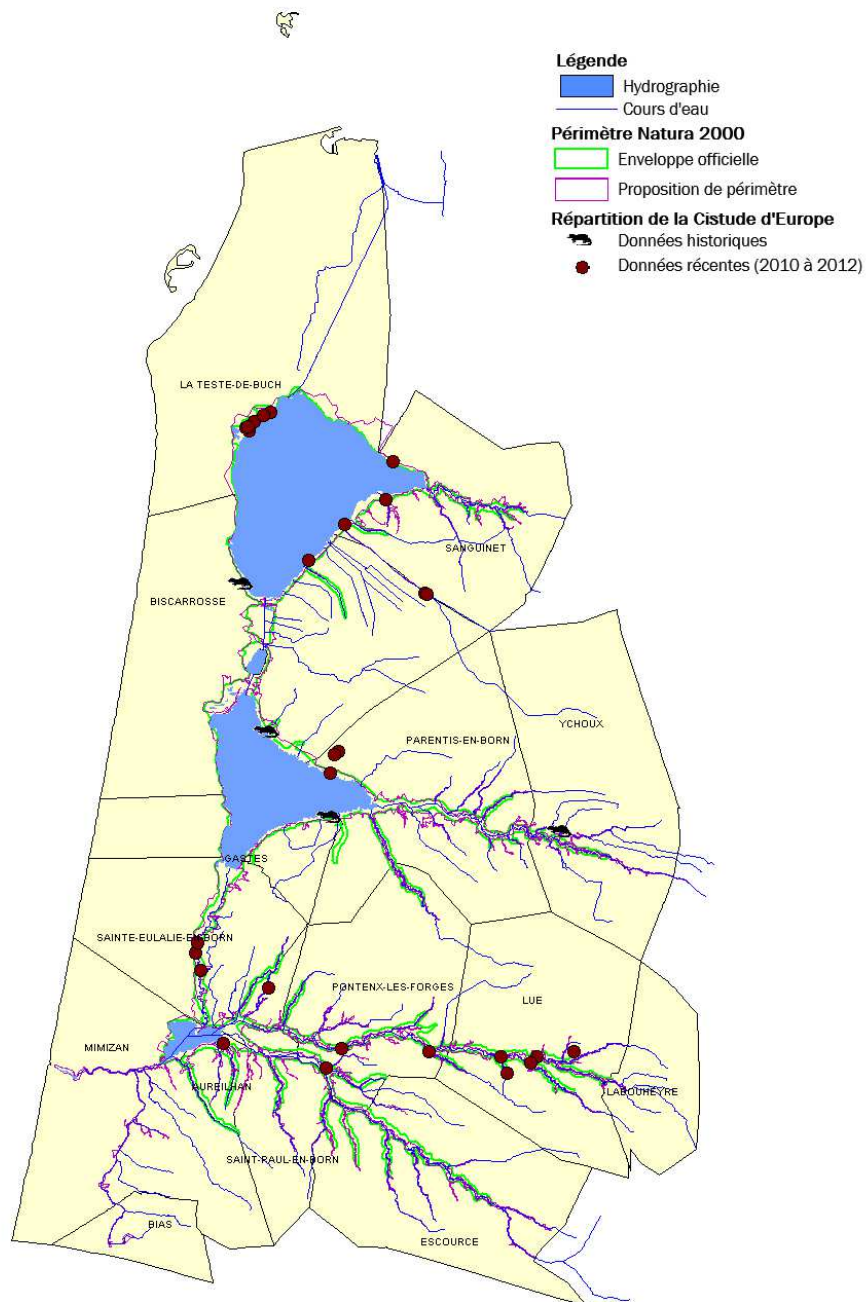 Légende
Hydrographie
Cours d'eau
Périmètre Natura 2000
Enveloppe officielle
Proposition de périmètre
Répartition de la Cistude d'Europe
Données historiques
Données récentes (2010 à 2012)
LA TESTE-DE-BUCH
SANGUINET
BISCARROSSE
YCHOUX
PARENTIS-EN-BORN
GASTES
SAINTE-EULALIE-EN-BORN
PONTENX-LES-FORGES
LUE
MIMIZAN
AUREILHAN
LABOUHEYRE
SAINT-PAUL-EN-BORN
BIAS
ESCOURCE